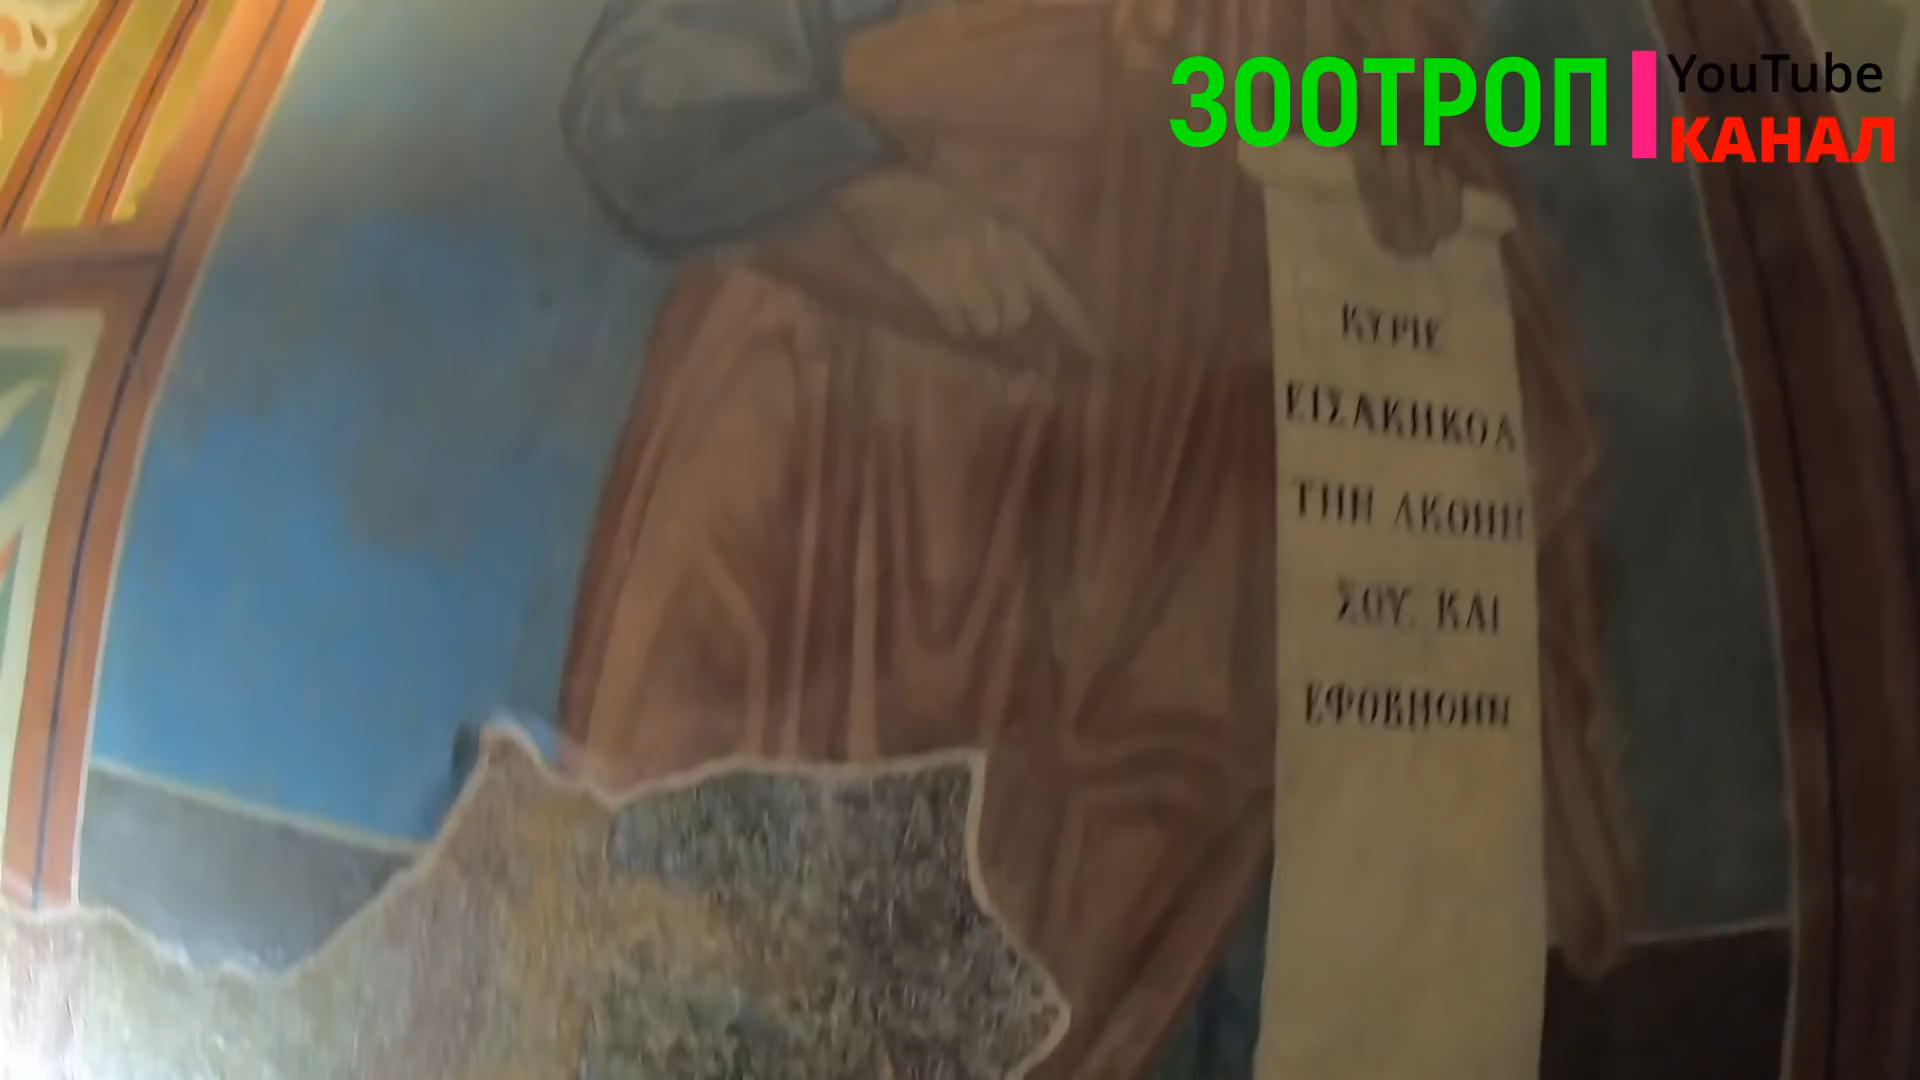 ЗООТРОП
YouTube
КАНАЛ
ΚΥΡΙΕ
ΕΙΣΑΚΗΚΟΑ
ΤΗΝ ΑΚΟΗΝ
ΣΟΥ, ΚΑΙ
ΕΦΟΒΗΘΗΝ